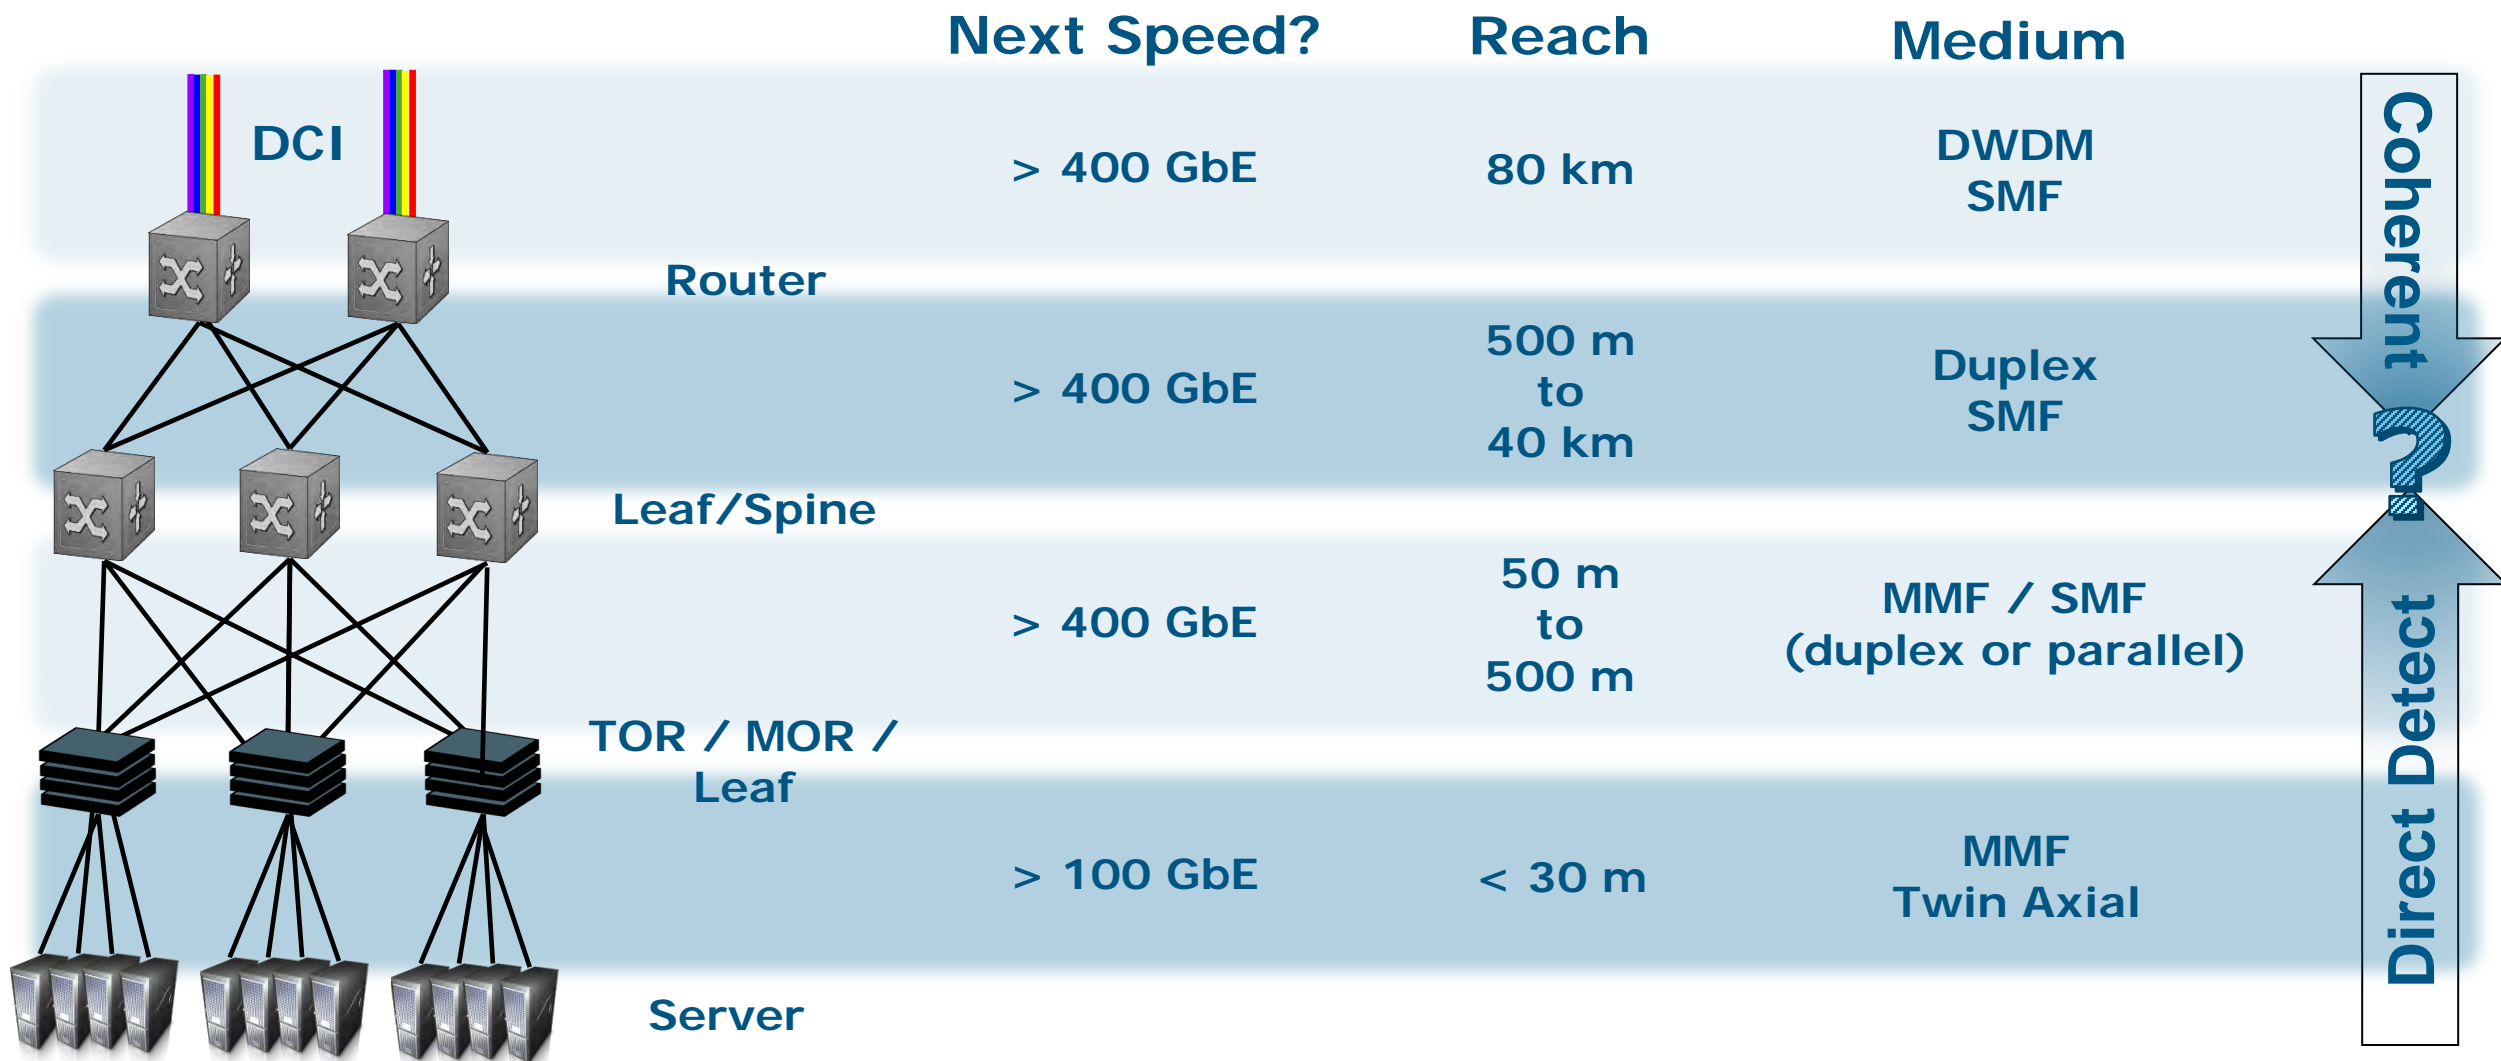 Next Speed?
Reach
Medium
DCI
> 400 GbE
80 km
DWDM
SMF
Coherent
Router
> 400 GbE
500 m
to
40 km
Duplex
SMF
?
Leaf/Spine
> 400 GbE
50 m
to
500 m
MMF / SMF
(duplex or parallel)
Direct Detect
TOR / MOR /
Leaf
> 100 GbE
< 30 m
MMF
Twin Axial
Server